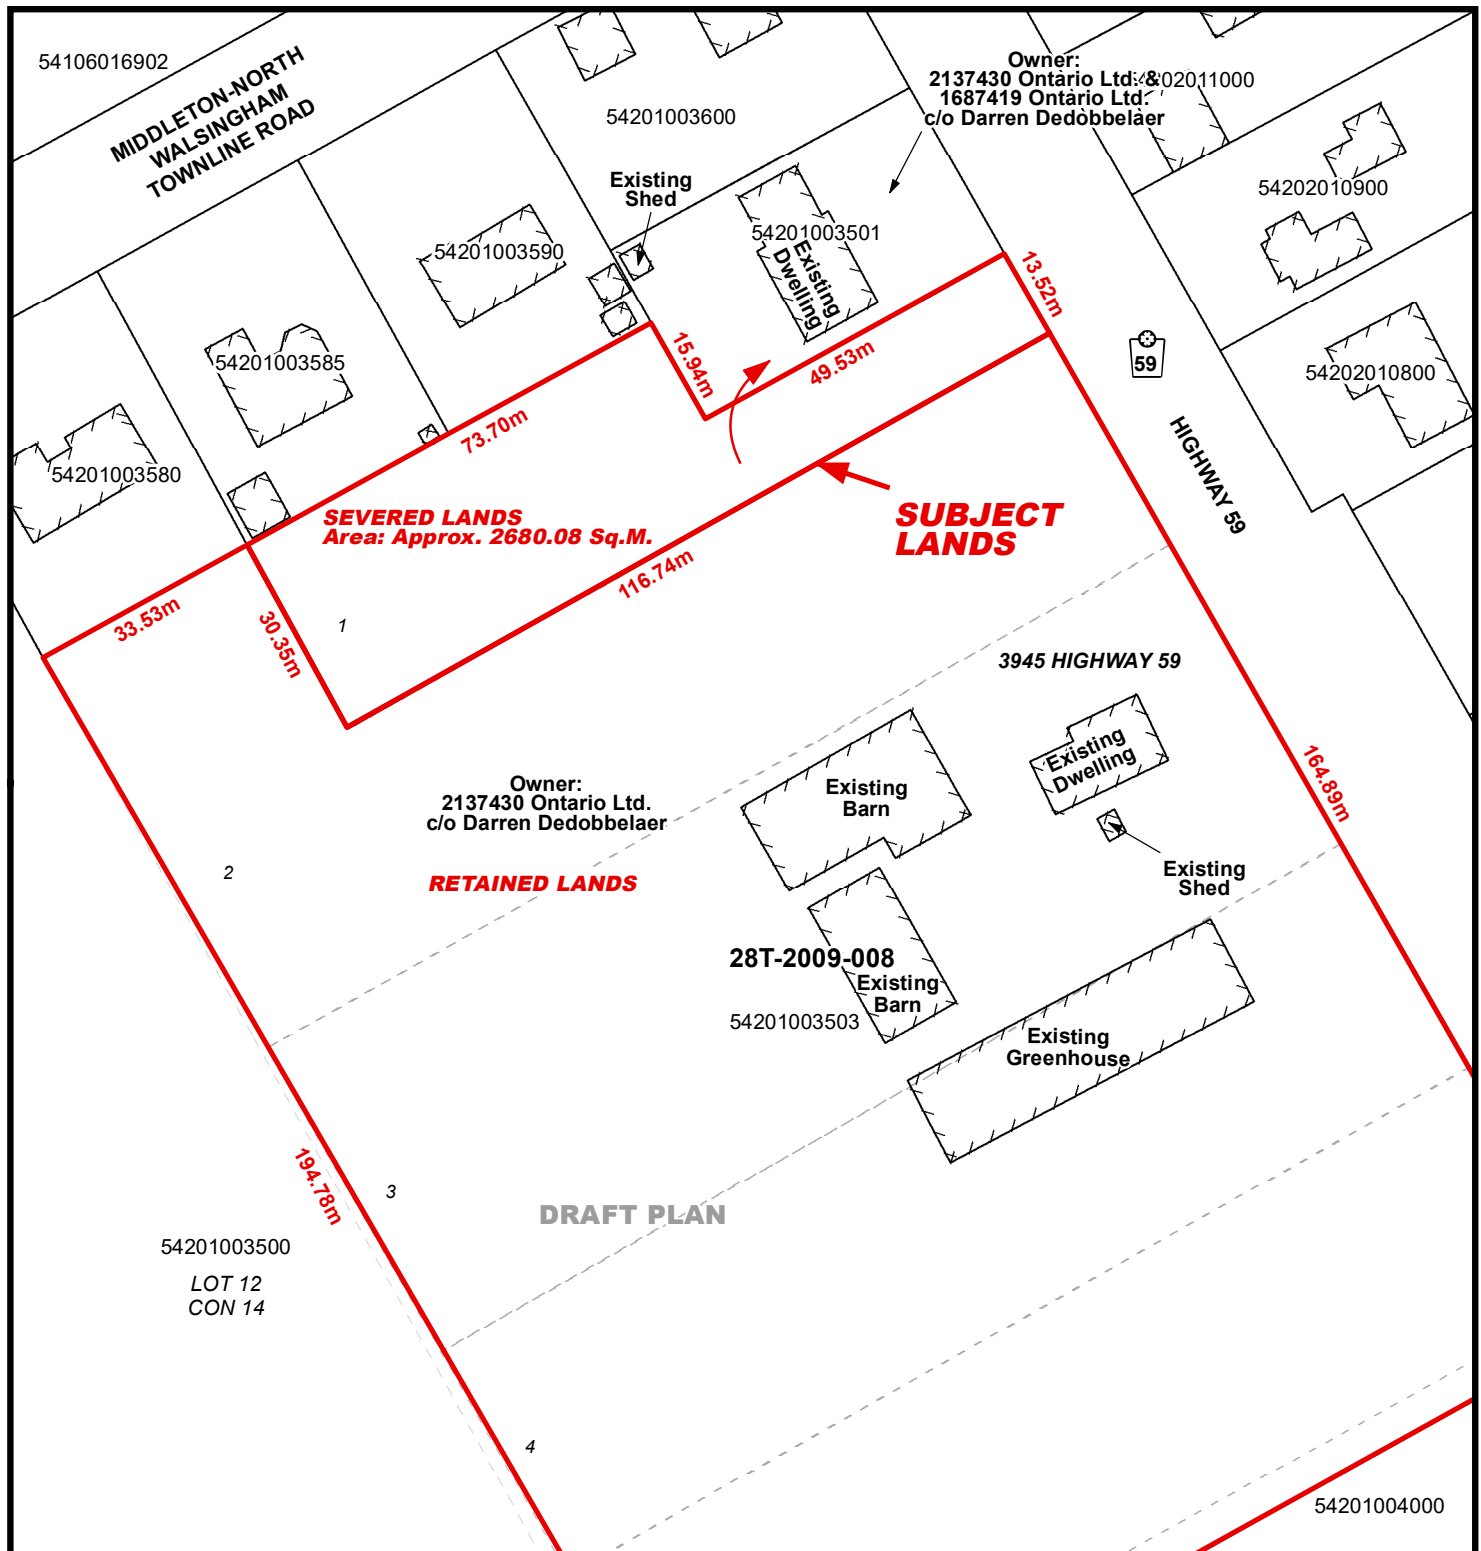 54106016902
MIDDLETON-NORTH
WALSINGHAM
TOWNLINE ROAD
54201003600
Owner:
2137430 Ontario Ltd. &
1687419 Ontario Ltd.
c/o Darren Dedobbelaer
02011000
54202010900
Existing
Shed
54201003590
54201003501
Existing
Dwelling
13.52m
54201003585
15.94m
49.53m
59
54202010800
54201003580
73.70m
HIGHWAY 59
SEVERED LANDS
Area: Approx. 2680.08 Sq.M.
SUBJECT
LANDS
116.74m
33.53m
30.35m
1
3945 HIGHWAY 59
Existing
Dwelling
164.89m
Owner:
2137430 Ontario Ltd.
c/o Darren Dedobbelaer
Existing
Barn
2
RETAINED LANDS
Existing
Shed
28T-2009-008
Existing
Barn
54201003503
Existing
Greenhouse
194.78m
3
DRAFT PLAN
54201003500
LOT 12
CON 14
4
54201004000